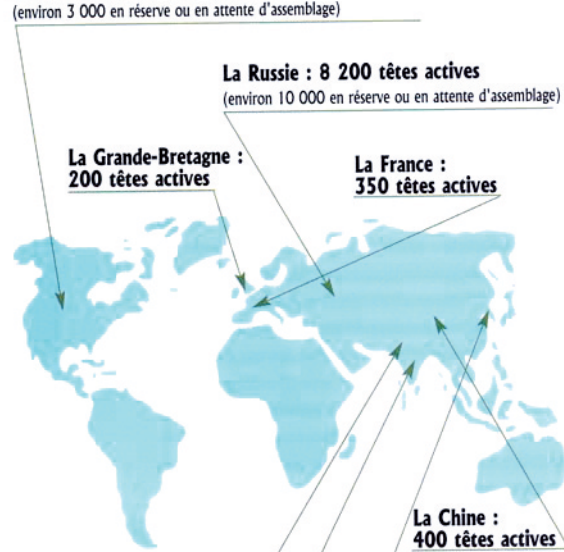 (environ 3 000 en réserve ou en attente d'assemblage)
La Russie : 8 200 têtes actives
(environ 10 000 en réserve ou en attente d'assemblage)
La Grande-Bretagne :
200 têtes actives
La France :
350 têtes actives
La Chine :
400 têtes actives